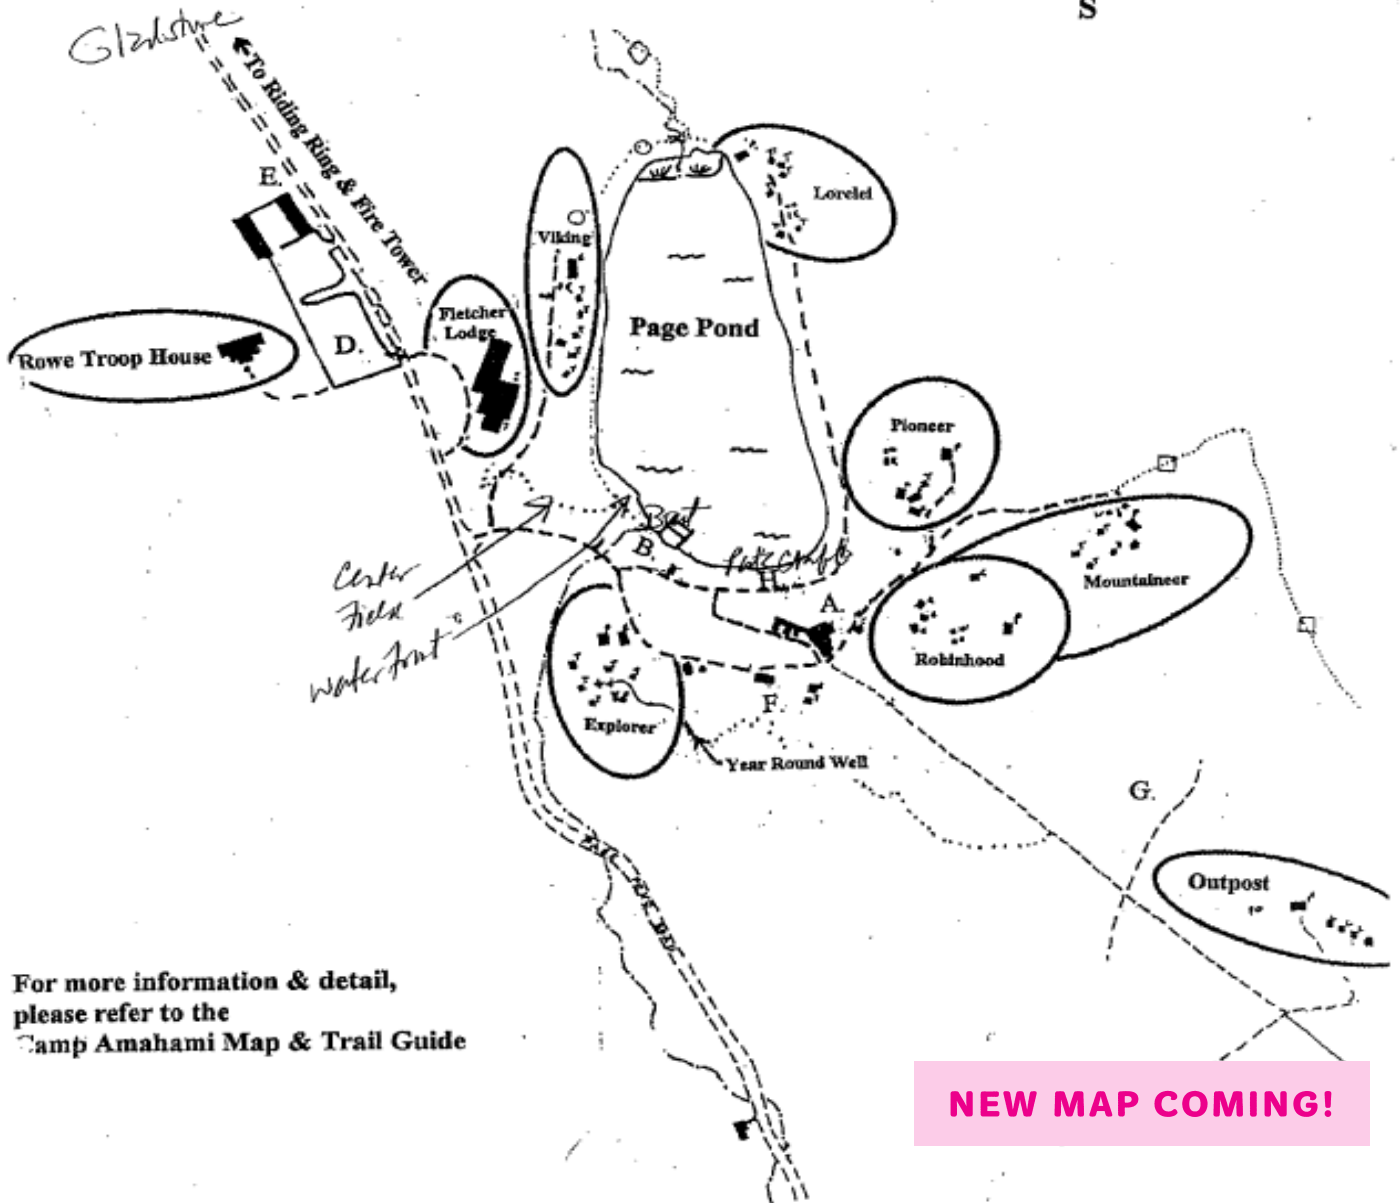 S
Gladstone
To Riding Ring & Fire Tower
E.
Lorelei
Viking
Fletcher
Lodge
Page Pond
Rowe Troop House
D.
Pioneer
Boat
B.
H.
Center
Field
Mountaineer
A.
Waterfront
Robinhood
F.
Explorer
Year Round Well
G.
Outpost
For more information & detail,
please refer to the
Camp Amahami Map & Trail Guide
NEW MAP COMING!